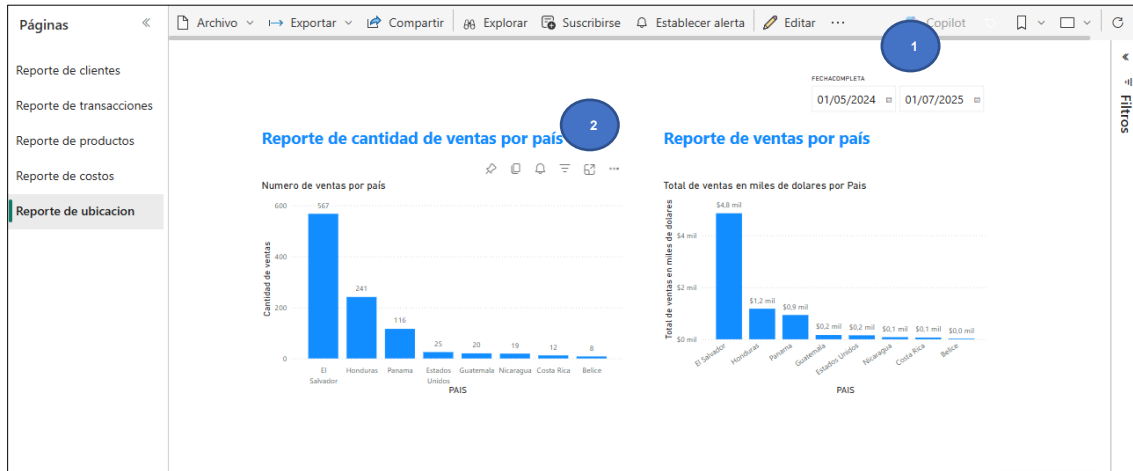 Páginas
Archivo
Exportar
Compartir
Explorar
Suscribirse
Establecer alerta
Editar
Copilot
1
Reporte de clientes
Reporte de transacciones
Reporte de productos
Reporte de costos
Reporte de ubicacion
Filtros
FECHACOMPLETA
01/05/2024
01/07/2025
Reporte de cantidad de ventas por país
2
Numero de ventas por país
Cantidad de ventas
600
400
200
0
567
241
116
25
20
19
12
8
El Salvador
Honduras
Panama
Estados Unidos
Guatemala
Nicaragua
Costa Rica
Belice
PAIS
Reporte de ventas por país
Total de ventas en miles de dolares por Pais
Total de ventas en miles de dolares
$4 mil
$2 mil
$0 mil
$4,8 mil
$1,2 mil
$0,9 mil
$0,2 mil
$0,2 mil
$0,1 mil
$0,1 mil
$0,0 mil
El Salvador
Honduras
Panama
Guatemala
Estados Unidos
Nicaragua
Costa Rica
Belice
PAIS